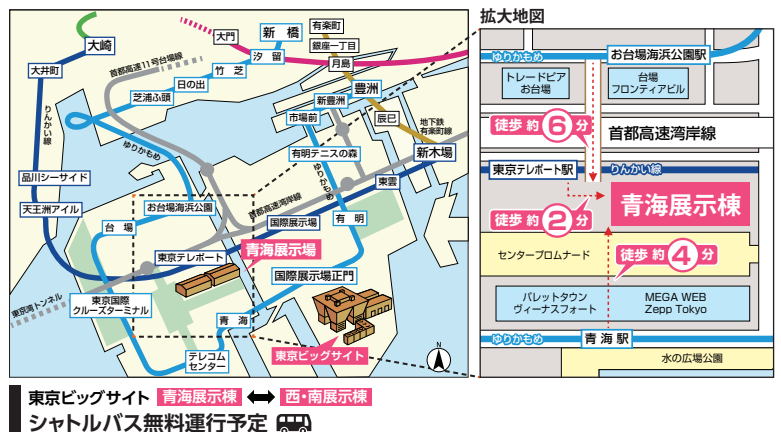 拡大地図
大崎
大門
新橋
汐留
有楽町
銀座一丁目
月島
首都高速11号台場線
竹芝
日の出
芝浦ふ頭
大井町
りんかい線
ゆりかもめ
豊洲
新豊洲
市場前
辰巳
地下鉄
有楽町線
新木場
有明テニスの森
ゆりかもめ
東雲
品川シーサイド
天王洲アイル
お台場海浜公園
首都高速湾岸線
国際展示場
有明
台場
東京テレポート
青海展示場
国際展示場正門
東京湾トンネル
東京国際
クルーズターミナル
青海
テレコム
センター
東京ビッグサイト
N
ゆりかもめ
お台場海浜公園駅
トレードピア
お台場
台場
フロンティアビル
徒歩 約 6 分
首都高速湾岸線
東京テレポート駅
りんかい線
青海展示棟
徒歩 約 2 分
センタープロムナード
徒歩 約 4 分
パレットタウン
ヴィーナスフォート
MEGA WEB
Zepp Tokyo
ゆりかもめ
青海駅
水の広場公園
東京ビッグサイト 青海展示棟 ⟷ 西・南展示棟
シャトルバス無料運行予定